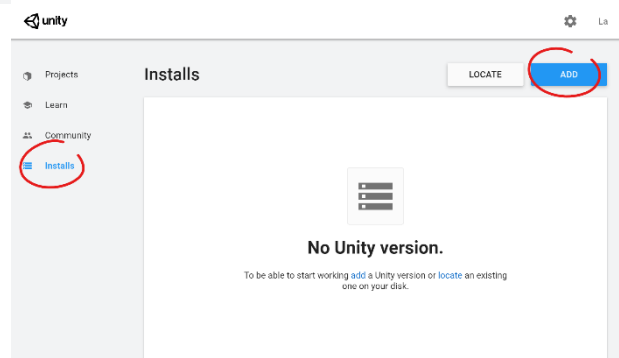 unity
La
Projects
Learn
Community
Installs
Installs
LOCATE
ADD
No Unity version.
To be able to start working add a Unity version or locate an existing
one on your disk.